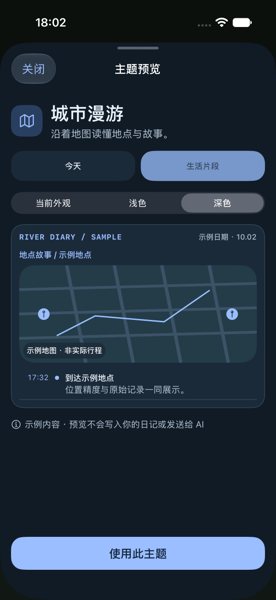 18:02
关闭
主题预览
城市漫游
沿着地图读懂地点与故事。
今天
生活片段
当前外观
浅色
深色
RIVER DIARY / SAMPLE
示例日期 · 10.02
地点故事 / 示例地点
示例地图 · 非实际行程
17:32
到达示例地点
位置精度与原始记录一同展示。
示例内容 · 预览不会写入你的日记或发送给 AI
使用此主题